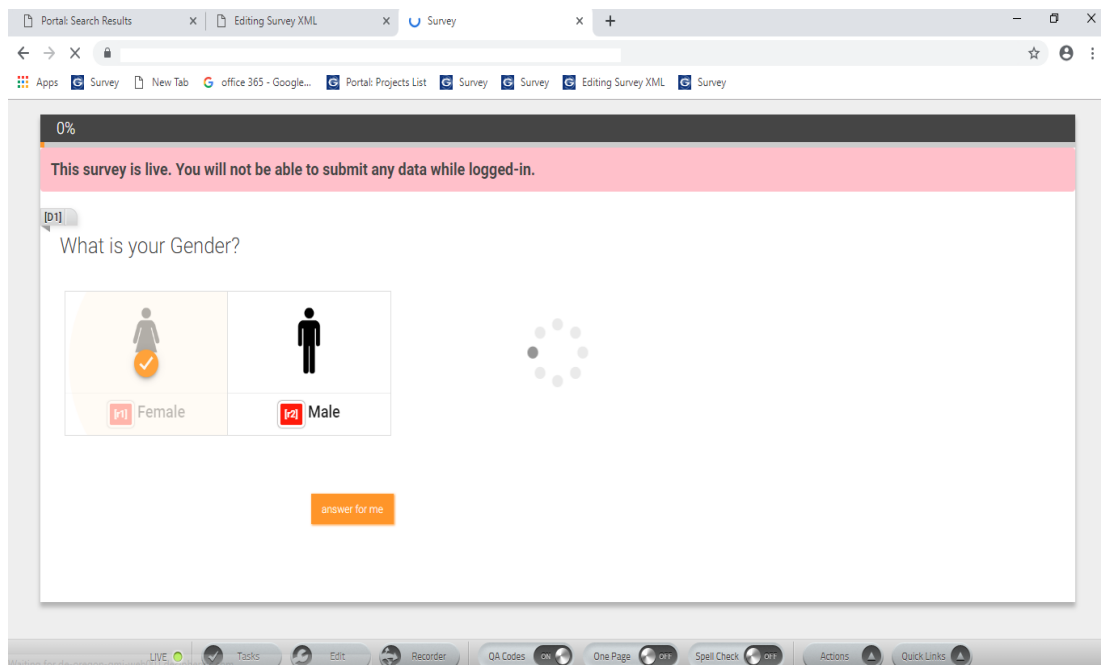 Portal: Search Results
Editing Survey XML
Survey
Apps G Survey New Tab G office 365 - Google... G Portal: Projects List G Survey G Survey G Editing Survey XML G Survey
0%
This survey is live. You will not be able to submit any data while logged-in.
[D1]
What is your Gender?
[r1] Female
[r2] Male
answer for me
LIVE Tasks Edit Recorder QA Codes ON One Page OFF Spell Check OFF Actions Quick Links